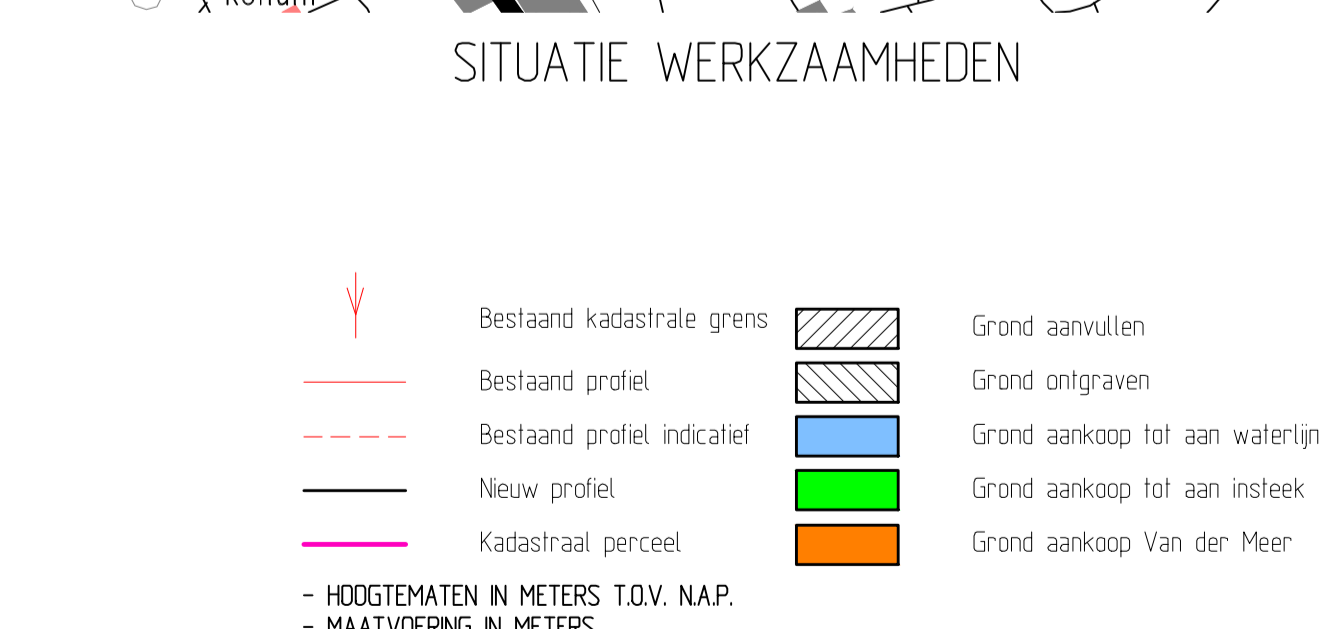 Kollum
SITUATIE WERKZAAMHEDEN
Bestaand kadastrale grens
Grond aanvullen
Bestaand profiel
Grond ontgraven
Bestaand profiel indicatief
Grond aankoop tot aan waterlijn
Nieuw profiel
Grond aankoop tot aan insteek
Kadastraal perceel
Grond aankoop Van der Meer
- HOOGTEMATEN IN METERS T.O.V. N.A.P.
- MAATVOERING IN METERS